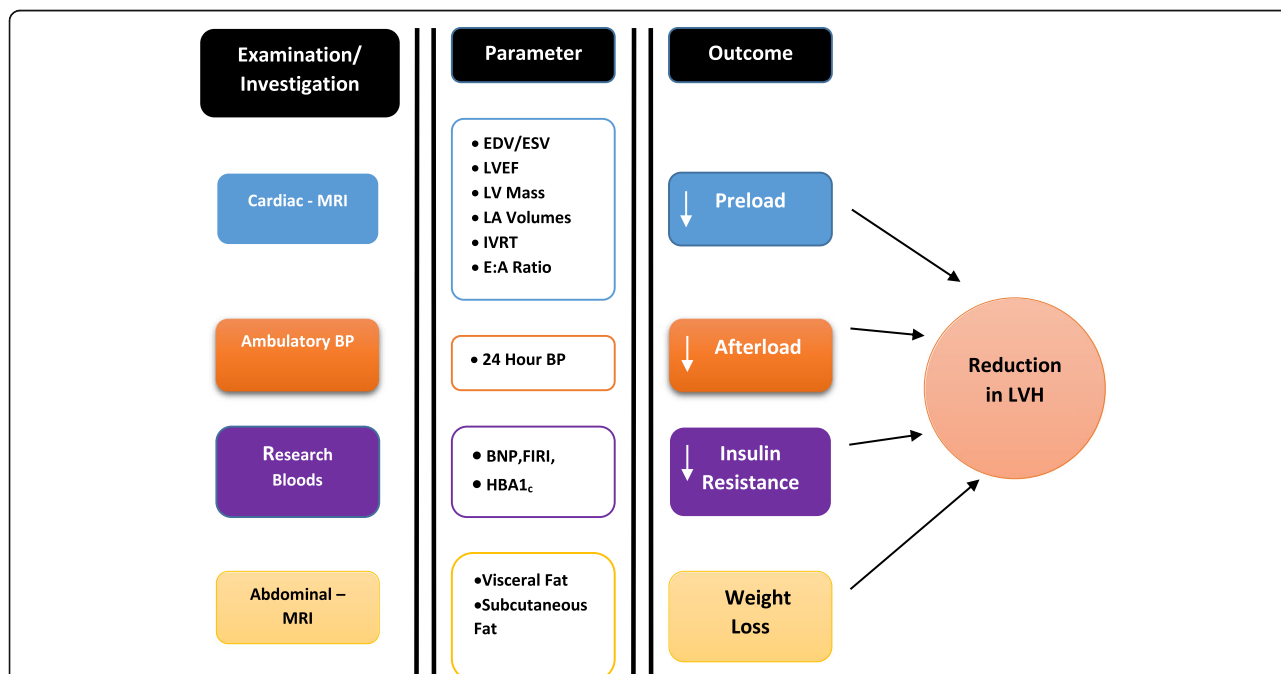 Examination/
Investigation
Parameter
Outcome
Cardiac - MRI
• EDV/ESV
• LVEF
• LV Mass
• LA Volumes
• IVRT
• E:A Ratio
Preload
Ambulatory BP
• 24 Hour BP
Afterload
Reduction
in LVH
Research
Bloods
• BNP,FIRI,
• HBA1c
Insulin
Resistance
Abdominal –
MRI
•Visceral Fat
•Subcutaneous
Fat
Weight
Loss